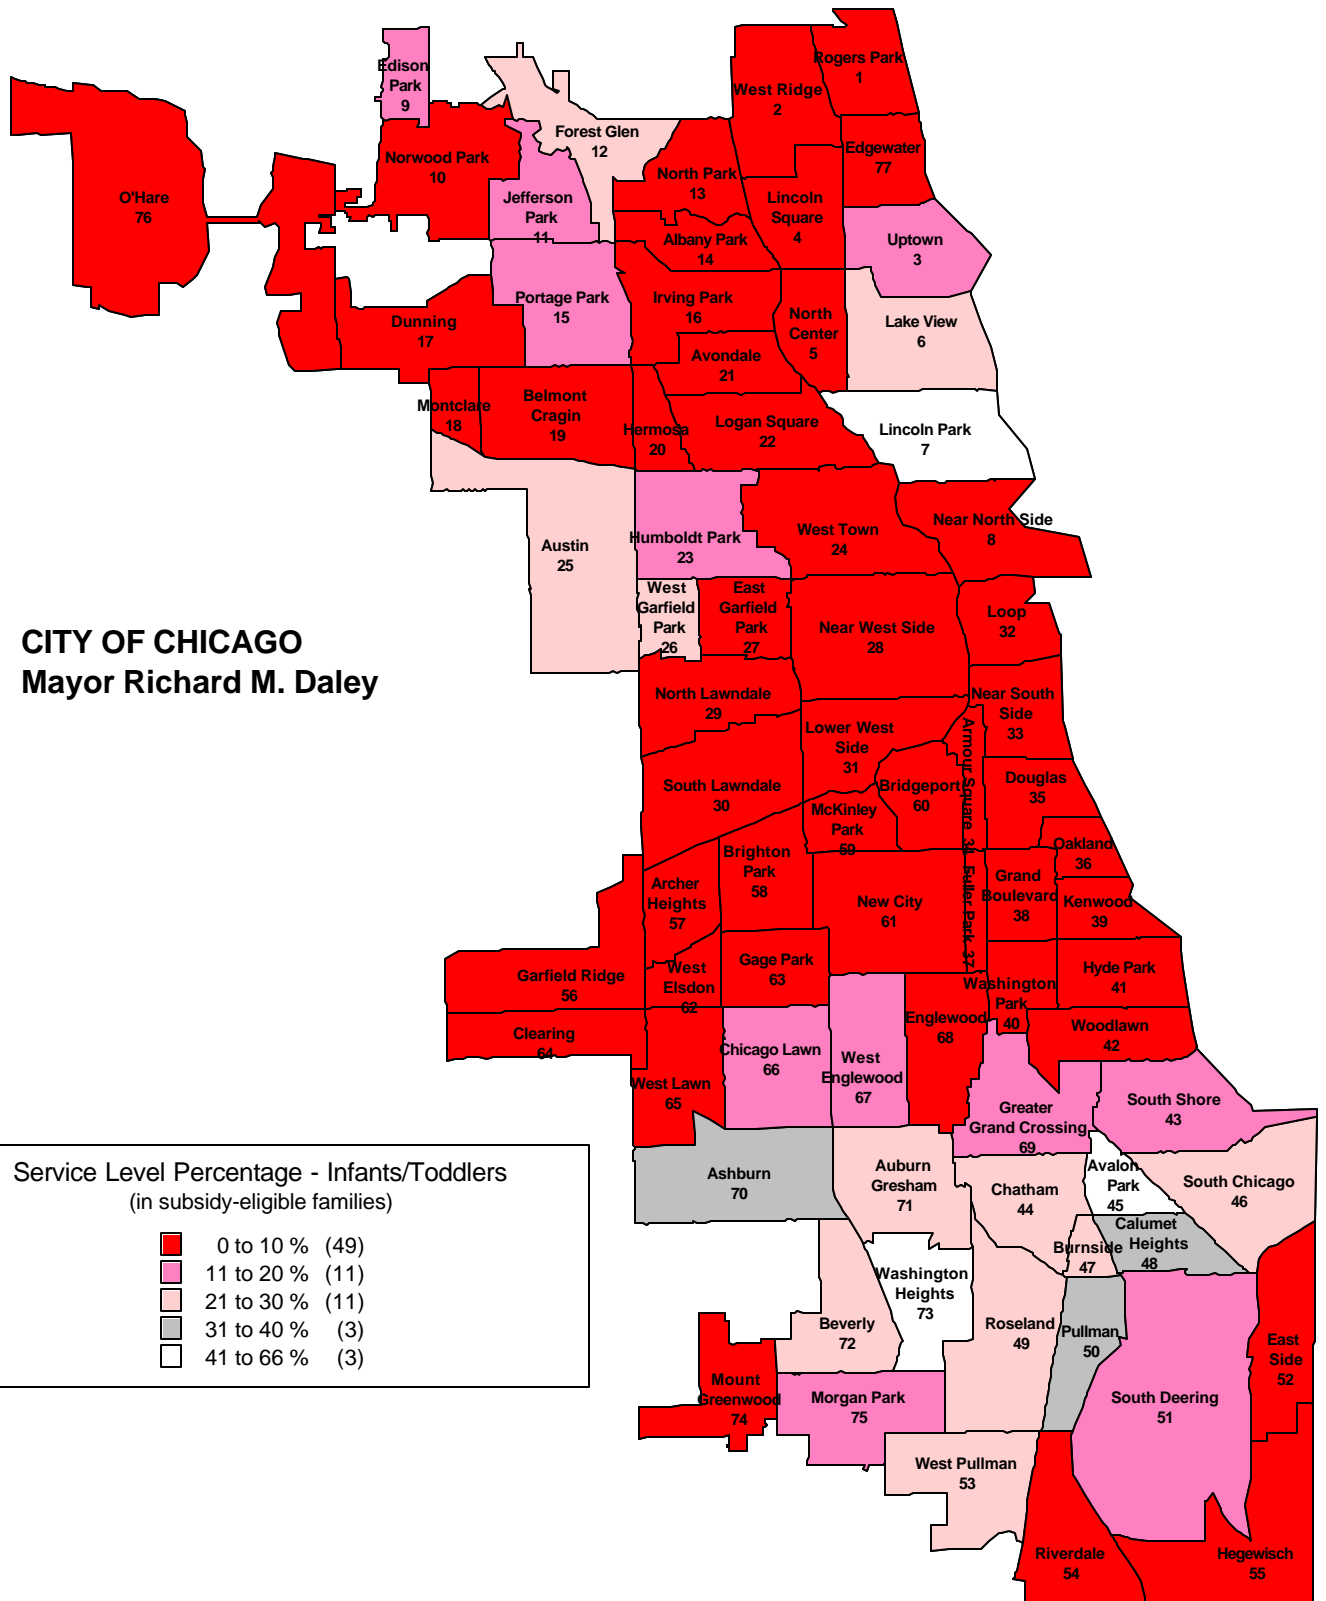 Rogers Park
1
West Ridge
2
Edison
Park
9
Forest Glen
12
Edgewater
77
Norwood Park
10
North Park
13
O'Hare
76
Jefferson
Park
11
Lincoln
Square
4
Albany Park
14
Uptown
3
Portage Park
15
Irving Park
16
North
Center
5
Lake View
6
Dunning
17
Avondale
21
Montclare
18
Belmont
Cragin
19
Hermosa
20
Logan Square
22
Lincoln Park
7
Near North Side
8
Humboldt Park
23
West Town
24
Austin
25
West
Garfield
Park
26
East
Garfield
Park
27
Near West Side
28
Loop
32
CITY OF CHICAGO
Mayor Richard M. Daley
North Lawndale
29
Near South
Side
33
Lower West
Side
31
Armour Square 34
South Lawndale
30
Bridgeport
60
Douglas
35
McKinley
Park
59
Oakland
36
Brighton
Park
58
Archer
Heights
57
New City
61
Fuller Park 37
Grand
Boulevard
38
Kenwood
39
Garfield Ridge
56
West
Elsdon
62
Gage Park
63
Washington
Park
40
Hyde Park
41
Clearing
64
Englewood
68
Woodlawn
42
Chicago Lawn
66
West
Englewood
67
West Lawn
65
Greater
Grand Crossing
69
South Shore
43
Ashburn
70
Auburn
Gresham
71
Chatham
44
Avalon
Park
45
South Chicago
46
Calumet
Heights
48
Burnside
47
Washington
Heights
73
Beverly
72
Roseland
49
Pullman
50
East
Side
52
Mount
Greenwood
74
Morgan Park
75
South Deering
51
West Pullman
53
Riverdale
54
Hegewisch
55
Service Level Percentage - Infants/Toddlers
(in subsidy-eligible families)
0 to 10 % (49)
11 to 20 % (11)
21 to 30 % (11)
31 to 40 % (3)
41 to 66 % (3)